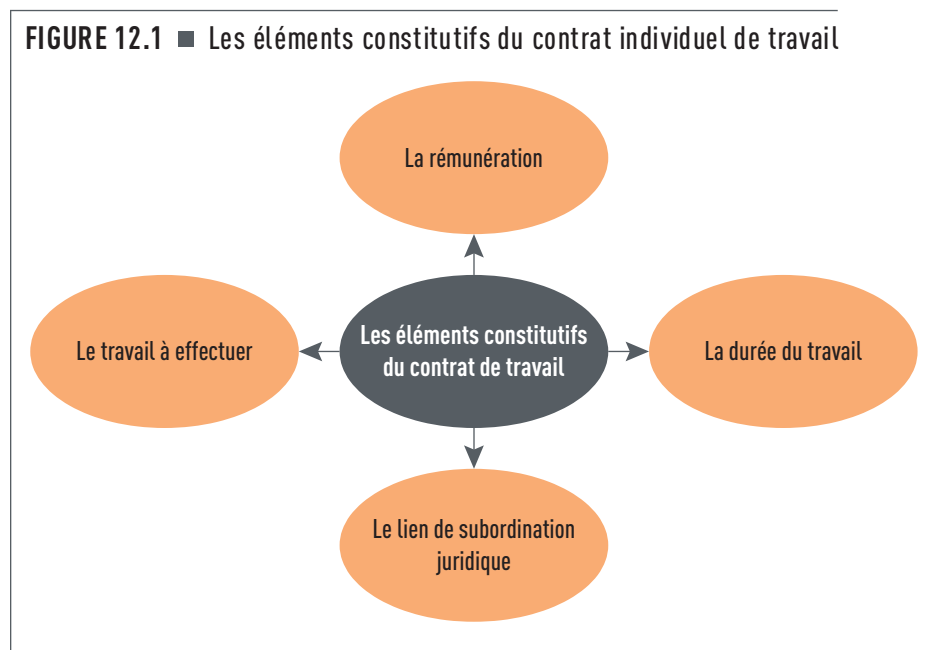 FIGURE 12.1 ■ Les éléments constitutifs du contrat individuel de travail
La rémunération
Le travail à effectuer
Les éléments constitutifs
du contrat de travail
La durée du travail
Le lien de subordination
juridique